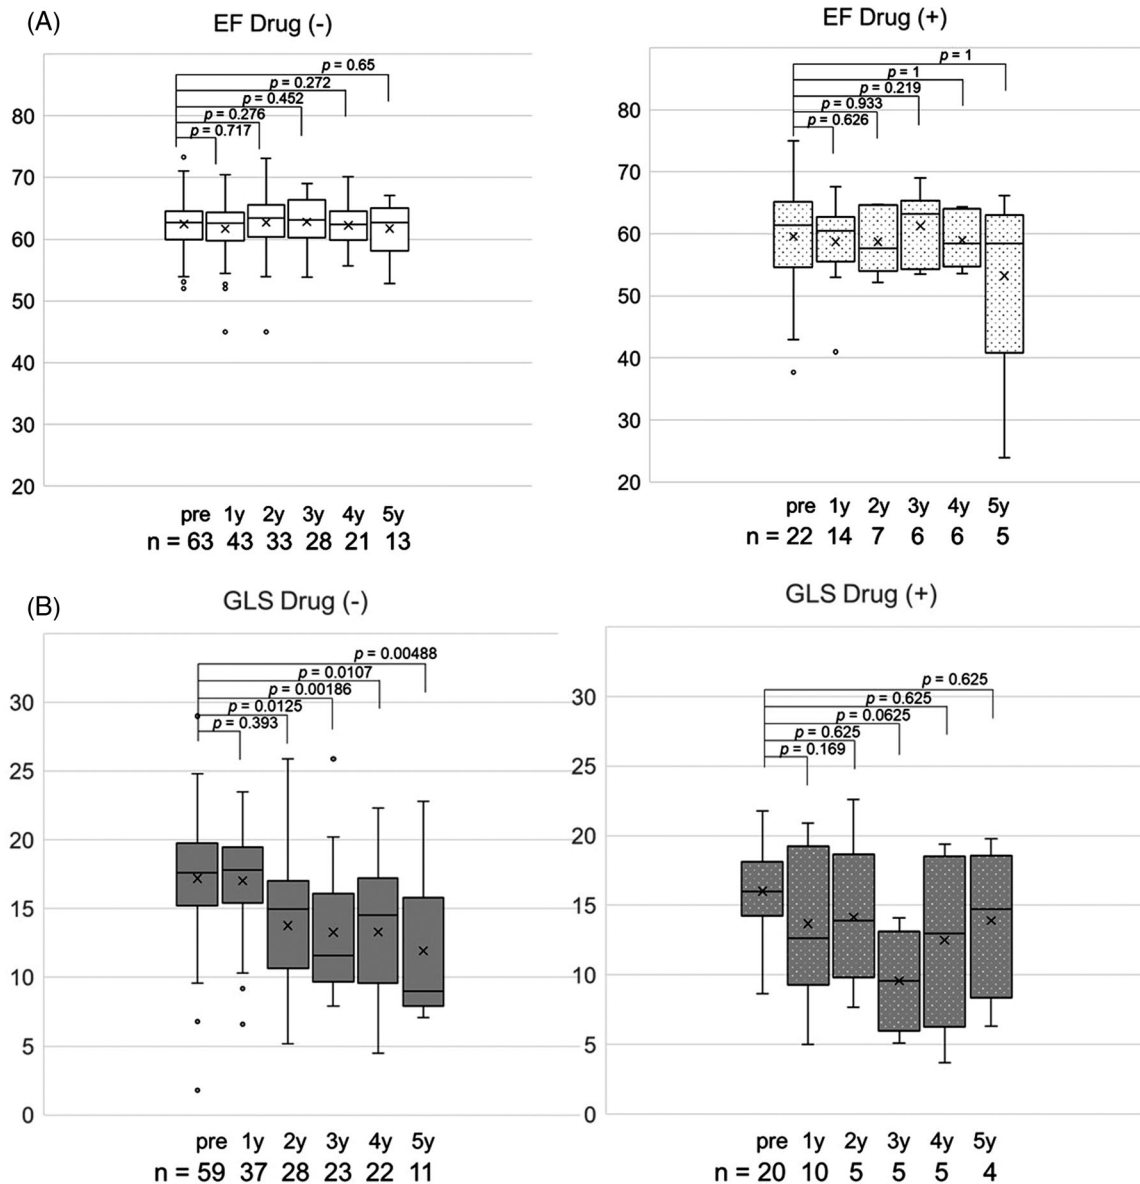 (A)
EF Drug (-)
p = 0.65
p = 0.272
p = 0.452
p = 0.276
p = 0.717
80
70
60
50
40
30
20
pre 1y 2y 3y 4y 5y
n = 63 43 33 28 21 13
EF Drug (+)
p = 1
p = 1
p = 0.219
p = 0.933
p = 0.626
80
70
60
50
40
30
20
pre 1y 2y 3y 4y 5y
n = 22 14 7 6 6 5
(B)
GLS Drug (-)
p = 0.00488
p = 0.0107
p = 0.00186
p = 0.0125
p = 0.393
30
25
20
15
10
5
0
pre 1y 2y 3y 4y 5y
n = 59 37 28 23 22 11
GLS Drug (+)
p = 0.625
p = 0.625
p = 0.0625
p = 0.625
p = 0.169
30
25
20
15
10
5
0
pre 1y 2y 3y 4y 5y
n = 20 10 5 5 5 4